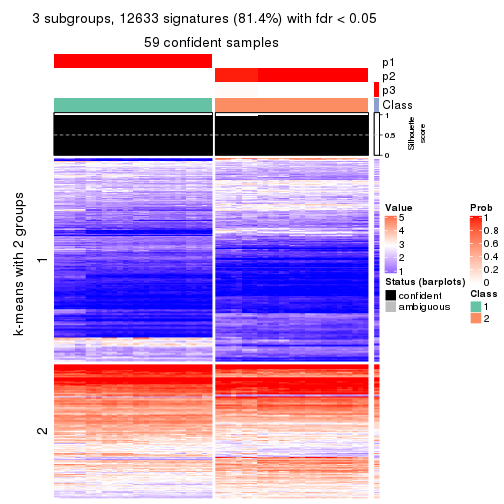 3 subgroups, 12633 signatures (81.4%) with fdr < 0.05
59 confident samples
p1
p2
p3
Class
1
0.5
0
Silhouette
score
k-means with 2 groups
1
2
Value
5
4
3
2
1
Status (barplots)
confident
ambiguous
Prob
1
0.8
0.6
0.4
0.2
0
Class
1
2